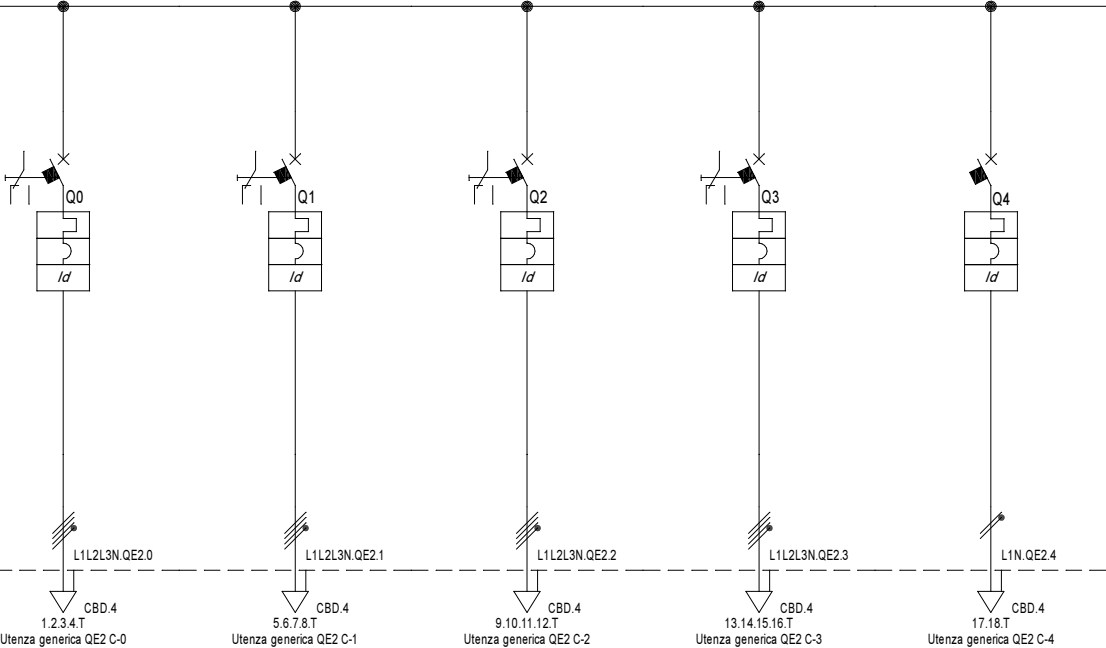 Q0
Q1
Q2
Q3
Q4
Id
Id
Id
Id
Id
L1L2L3N.QE2.0
L1L2L3N.QE2.1
L1L2L3N.QE2.2
L1L2L3N.QE2.3
L1N.QE2.4
CBD.4
CBD.4
CBD.4
CBD.4
CBD.4
1.2.3.4.T
5.6.7.8.T
9.10.11.12.T
13.14.15.16.T
17.18.T
Utenza generica QE2 C-0
Utenza generica QE2 C-1
Utenza generica QE2 C-2
Utenza generica QE2 C-3
Utenza generica QE2 C-4